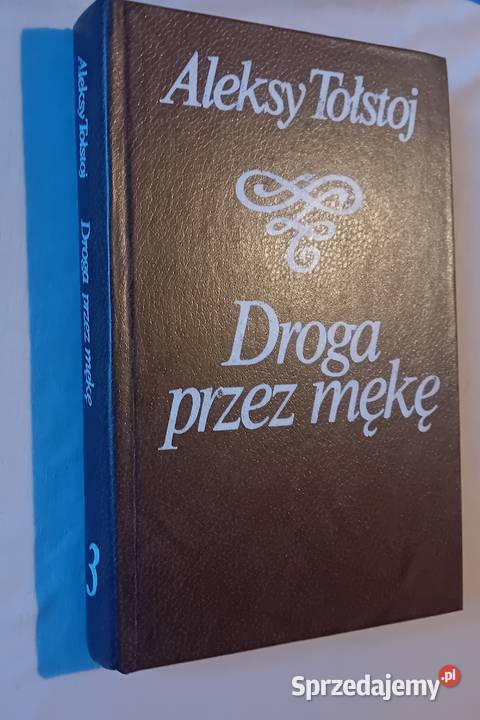 Aleksy Tołstoj
Droga
przez mękę
Aleksy Tołstoj Droga przez mękę 3
Sprzedajemy.pl